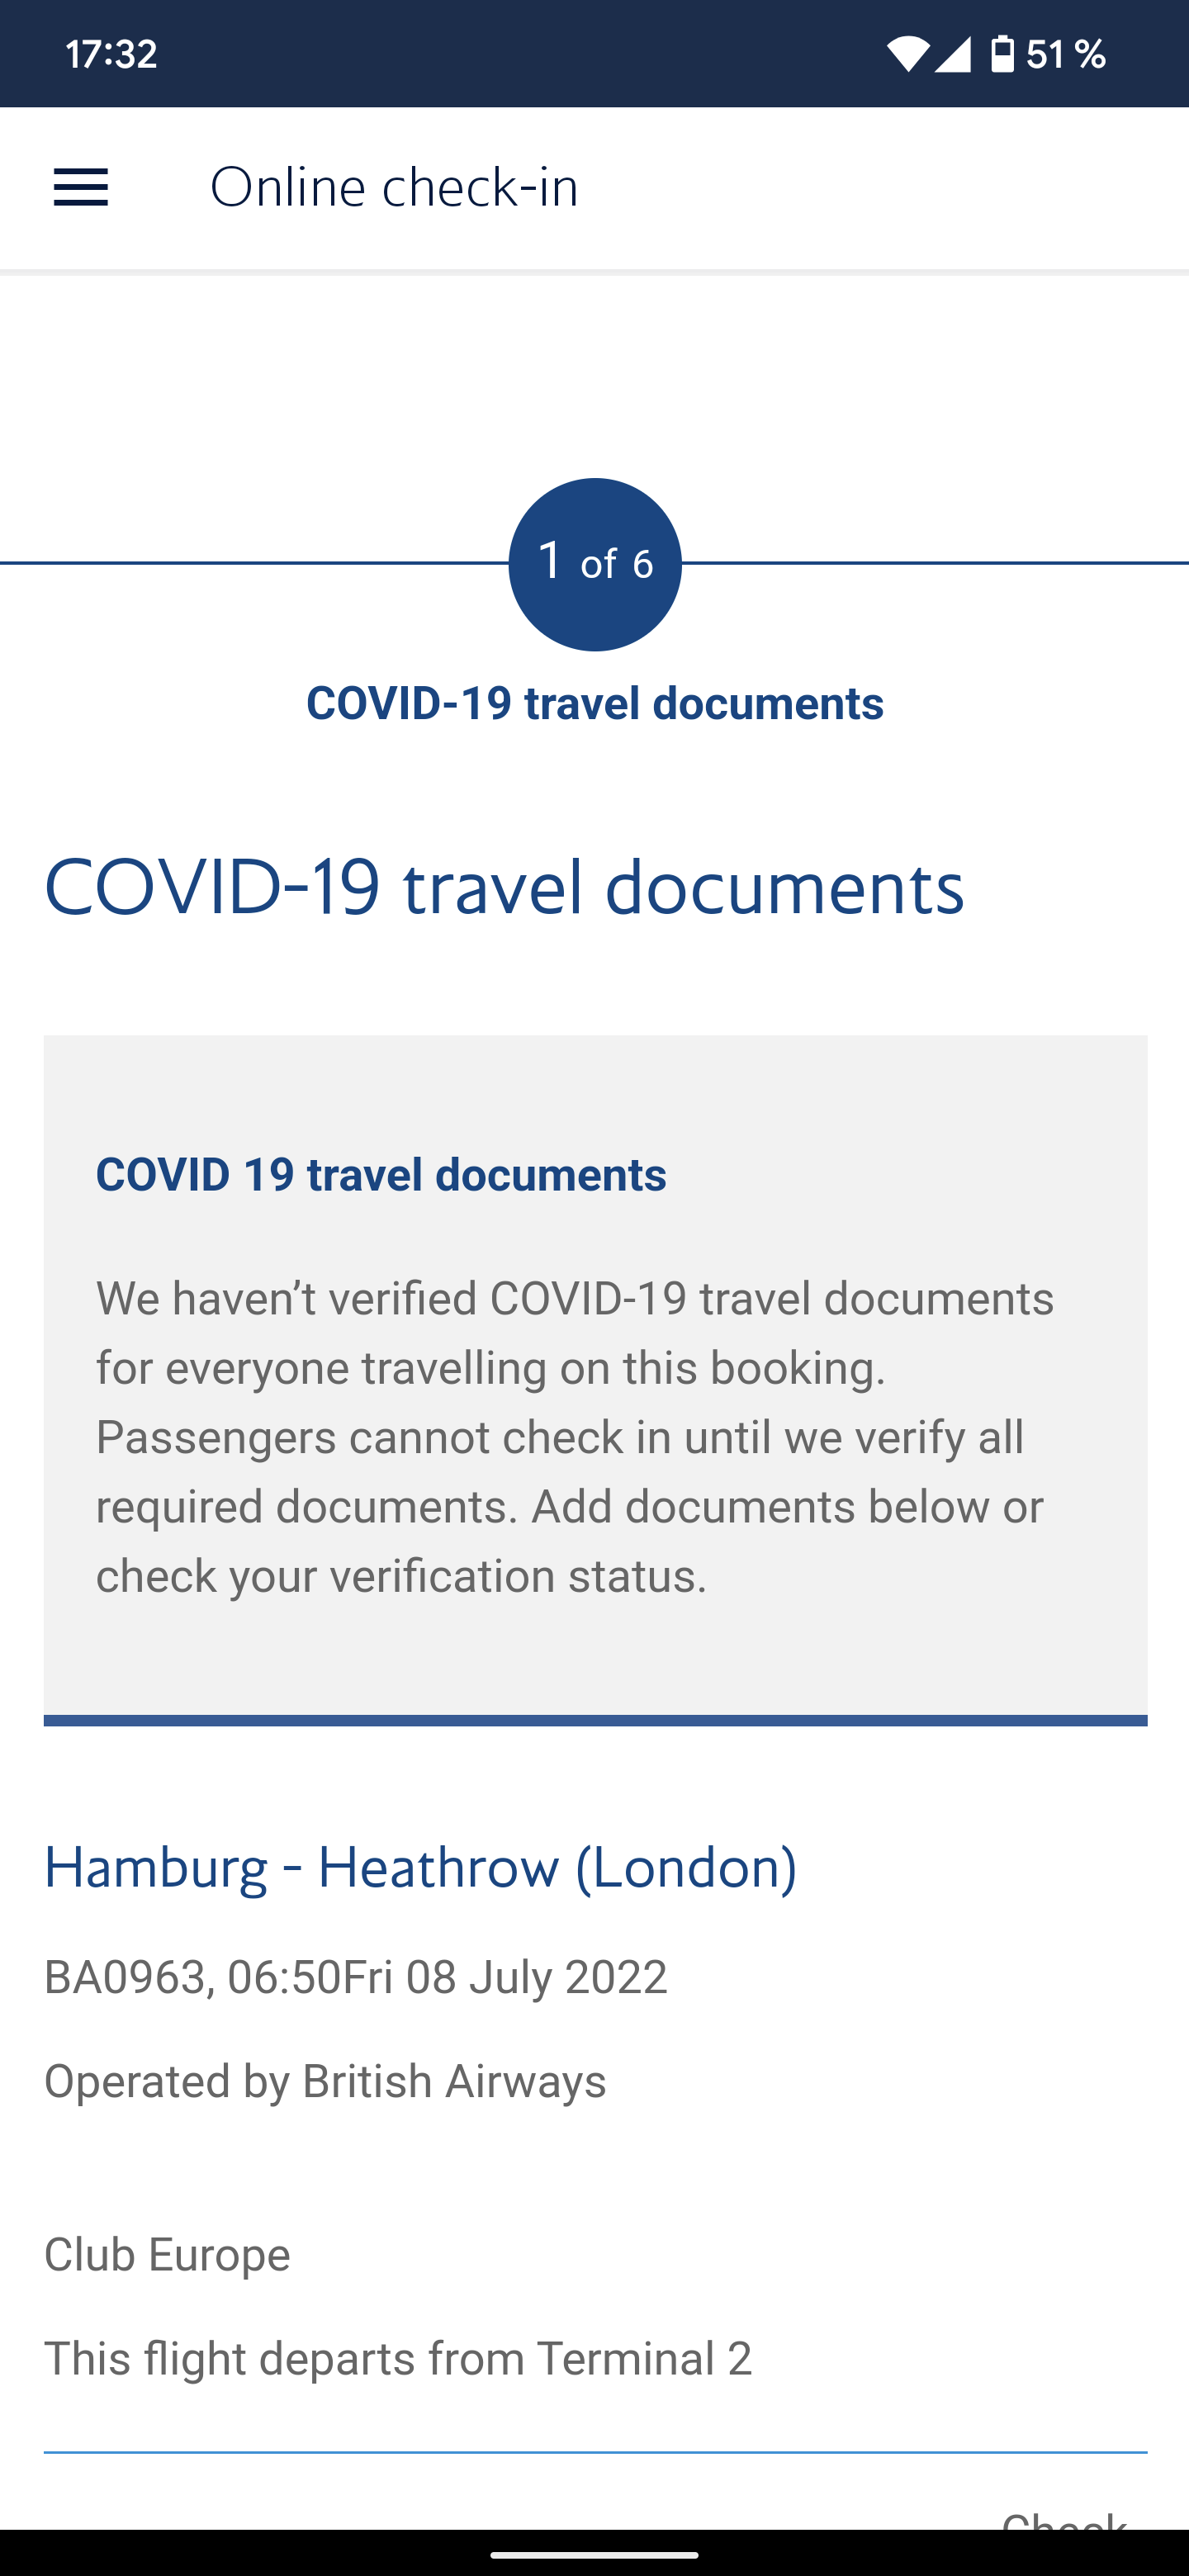 17:32 51 %
Online check-in
1 of 6
COVID-19 travel documents
COVID-19 travel documents
COVID 19 travel documents
We haven’t verified COVID-19 travel documents
for everyone travelling on this booking.
Passengers cannot check in until we verify all
required documents. Add documents below or
check your verification status.
Hamburg - Heathrow (London)
BA0963, 06:50Fri 08 July 2022
Operated by British Airways
Club Europe
This flight departs from Terminal 2
Check